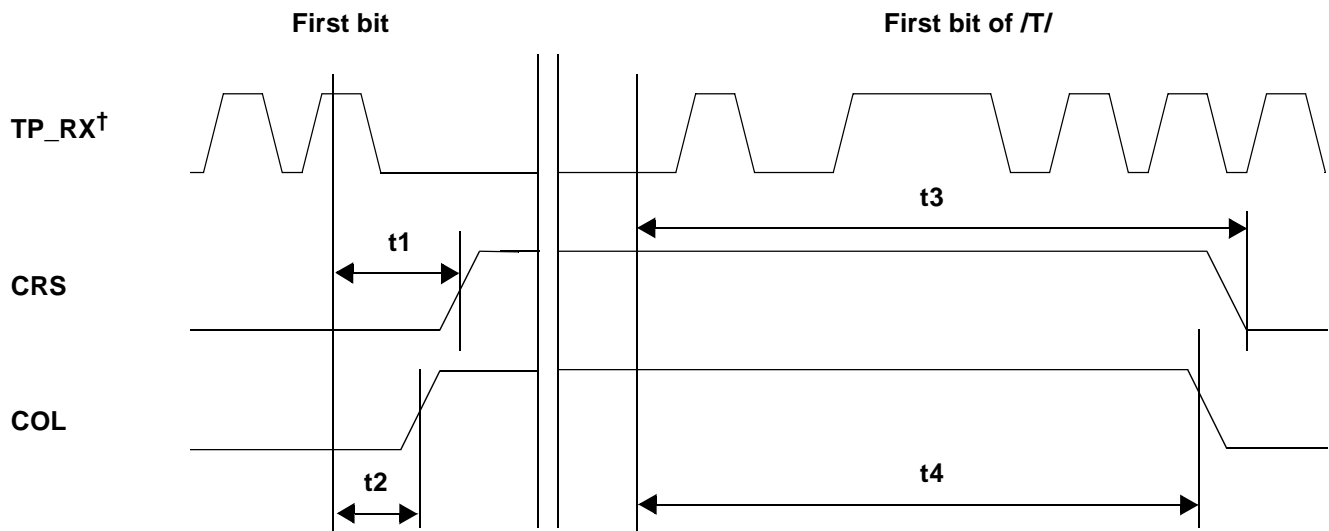 First bit First bit of /T/
TP_RX†
t3
t1
CRS
COL
t2 t4